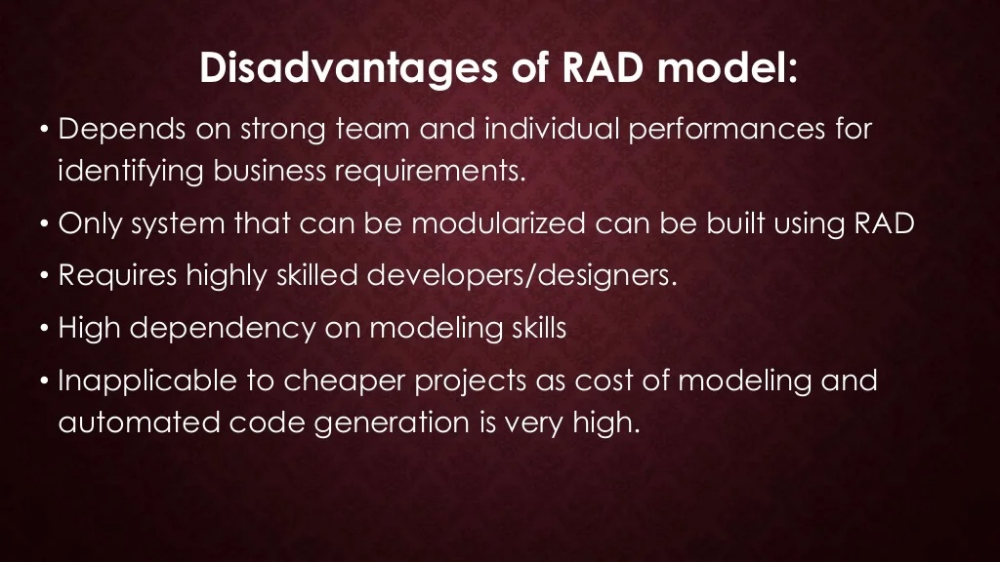 Disadvantages of RAD model:
• Depends on strong team and individual performances for
identifying business requirements.
• Only system that can be modularized can be built using RAD
• Requires highly skilled developers/designers.
• High dependency on modeling skills
• Inapplicable to cheaper projects as cost of modeling and
automated code generation is very high.